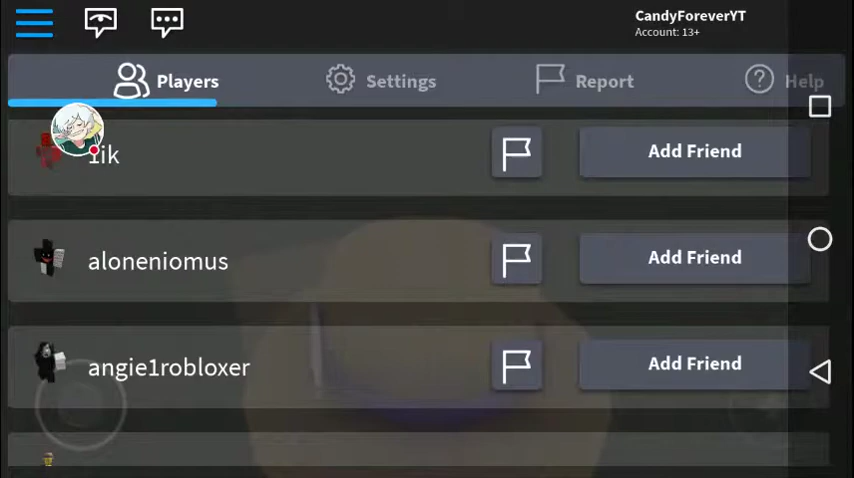 CandyForeverYT
Account: 13+
Players
Settings
Report
Help
1ik
Add Friend
aloneniomus
Add Friend
angie1robloxer
Add Friend